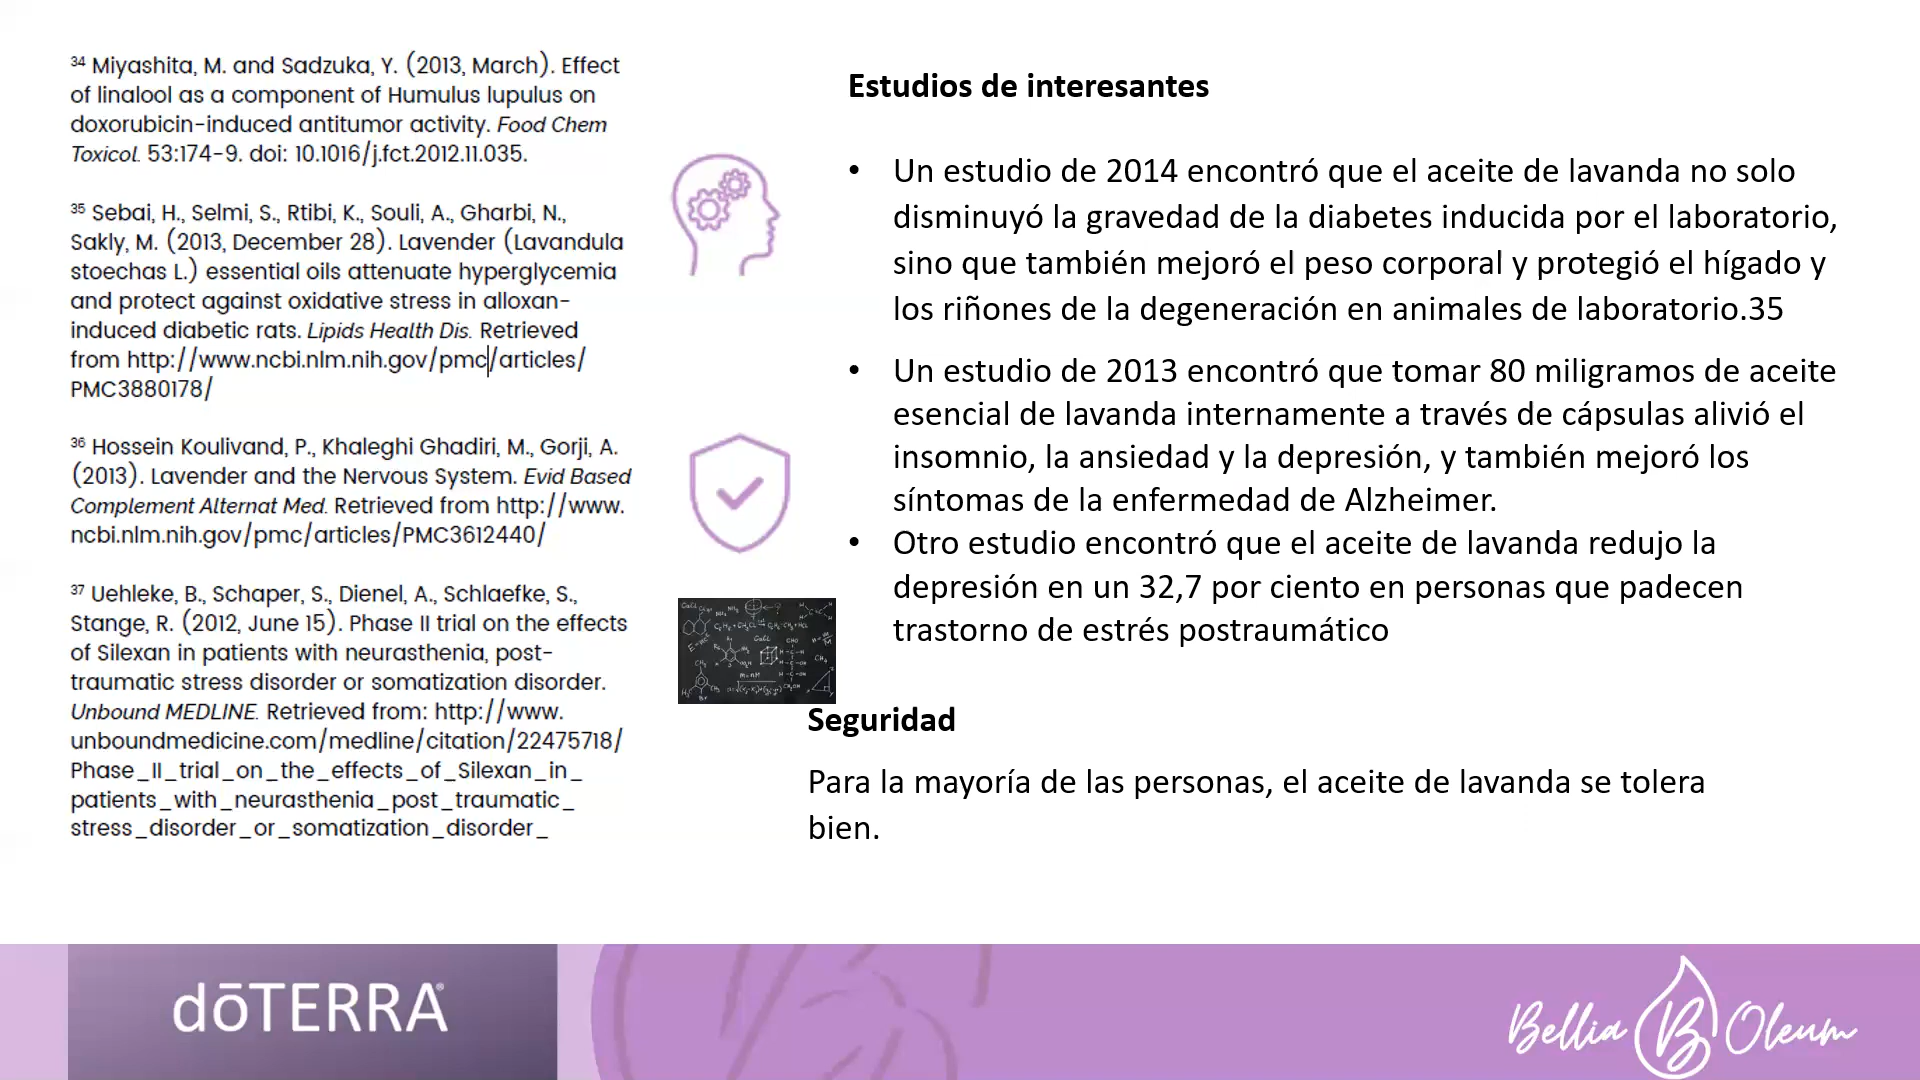 ³⁴ Miyashita, M. and Sadzuka, Y. (2013, March). Effect
of linalool as a component of Humulus lupulus on
doxorubicin-induced antitumor activity. Food Chem
Toxicol. 53:174-9. doi: 10.1016/j.fct.2012.11.035.
³⁵ Sebai, H., Selmi, S., Rtibi, K., Souli, A., Gharbi, N.,
Sakly, M. (2013, December 28). Lavender (Lavandula
stoechas L.) essential oils attenuate hyperglycemia
and protect against oxidative stress in alloxan-
induced diabetic rats. Lipids Health Dis. Retrieved
from http://www.ncbi.nlm.nih.gov/pmc/articles/
PMC3880178/
³⁶ Hossein Koulivand, P., Khaleghi Ghadiri, M., Gorji, A.
(2013). Lavender and the Nervous System. Evid Based
Complement Alternat Med. Retrieved from http://www.
ncbi.nlm.nih.gov/pmc/articles/PMC3612440/
³⁷ Uehleke, B., Schaper, S., Dienel, A., Schlaefke, S.,
Stange, R. (2012, June 15). Phase II trial on the effects
of Silexan in patients with neurasthenia, post-
traumatic stress disorder or somatization disorder.
Unbound MEDLINE. Retrieved from: http://www.
unboundmedicine.com/medline/citation/22475718/
Phase_II_trial_on_the_effects_of_Silexan_in_
patients_with_neurasthenia_post_traumatic_
stress_disorder_or_somatization_disorder_
Estudios de interesantes
• Un estudio de 2014 encontró que el aceite de lavanda no solo
disminuyó la gravedad de la diabetes inducida por el laboratorio,
sino que también mejoró el peso corporal y protegió el hígado y
los riñones de la degeneración en animales de laboratorio.35
• Un estudio de 2013 encontró que tomar 80 miligramos de aceite
esencial de lavanda internamente a través de cápsulas alivió el
insomnio, la ansiedad y la depresión, y también mejoró los
síntomas de la enfermedad de Alzheimer.
• Otro estudio encontró que el aceite de lavanda redujo la
depresión en un 32,7 por ciento en personas que padecen
trastorno de estrés postraumático
Seguridad
Para la mayoría de las personas, el aceite de lavanda se tolera
bien.
dōTERRA®
Bellia B Oleum